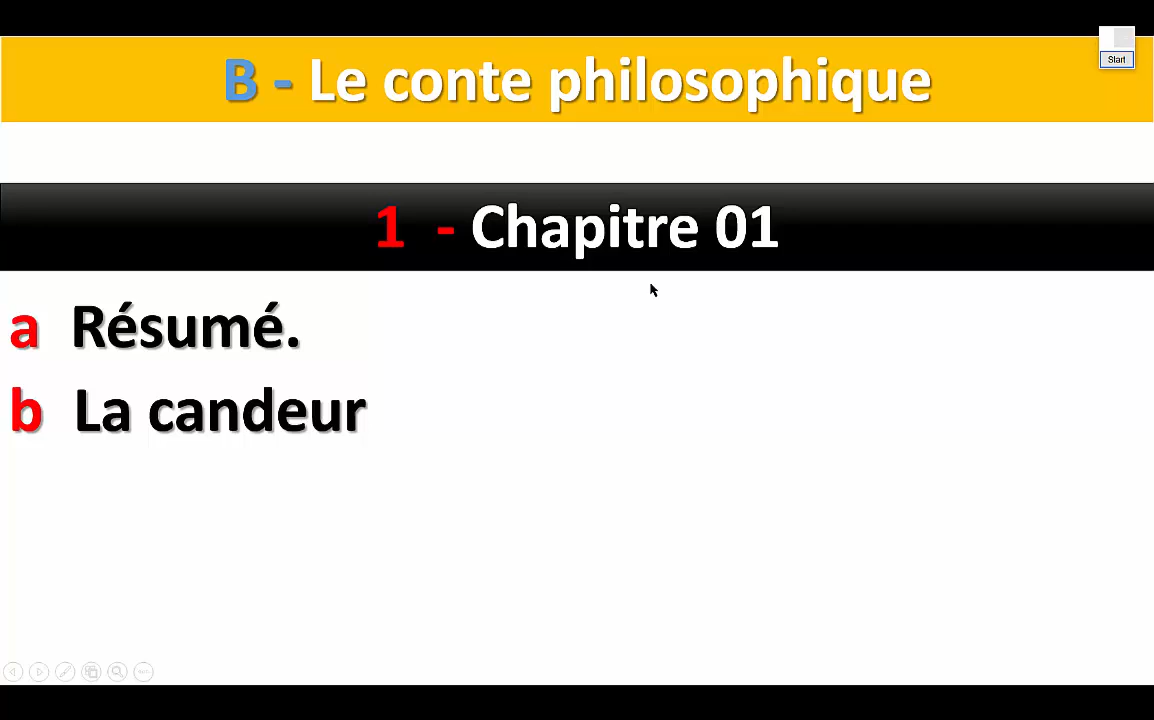 B - Le conte philosophique
Start
1 - Chapitre 01
a Résumé.
b La candeur